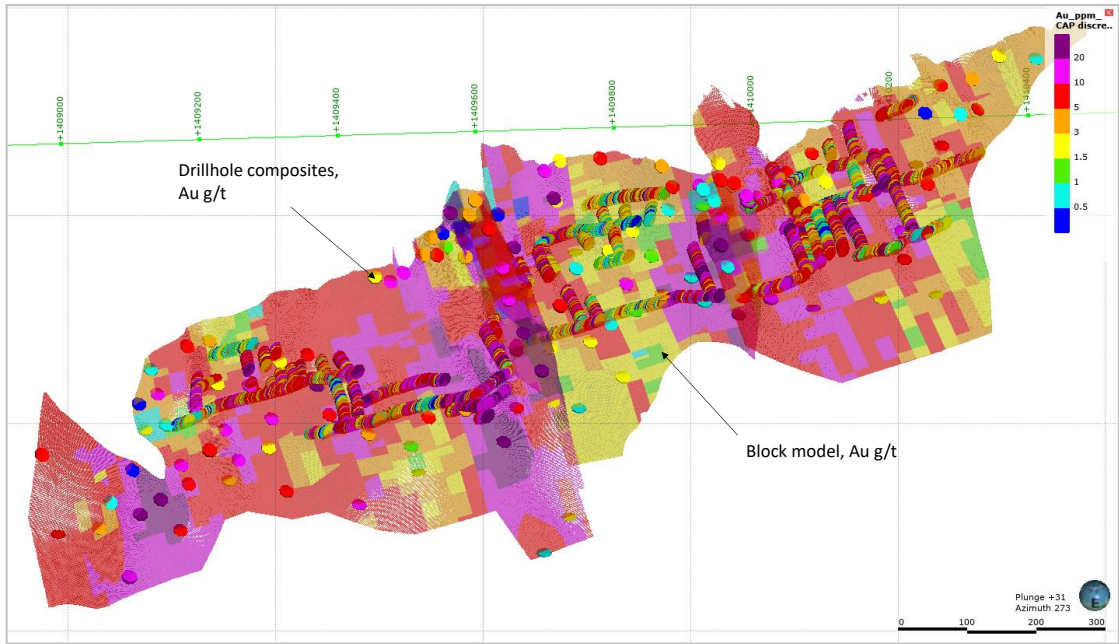 Au_ppm_
CAP discre..
20
10
5
3
1.5
1
0.5
+1409000
+1409200
+1409400
+1409600
+1409800
+1410000
+1410400
Drillhole composites,
Au g/t
Block model, Au g/t
Plunge +31
Azimuth 273
E
0 100 200 300